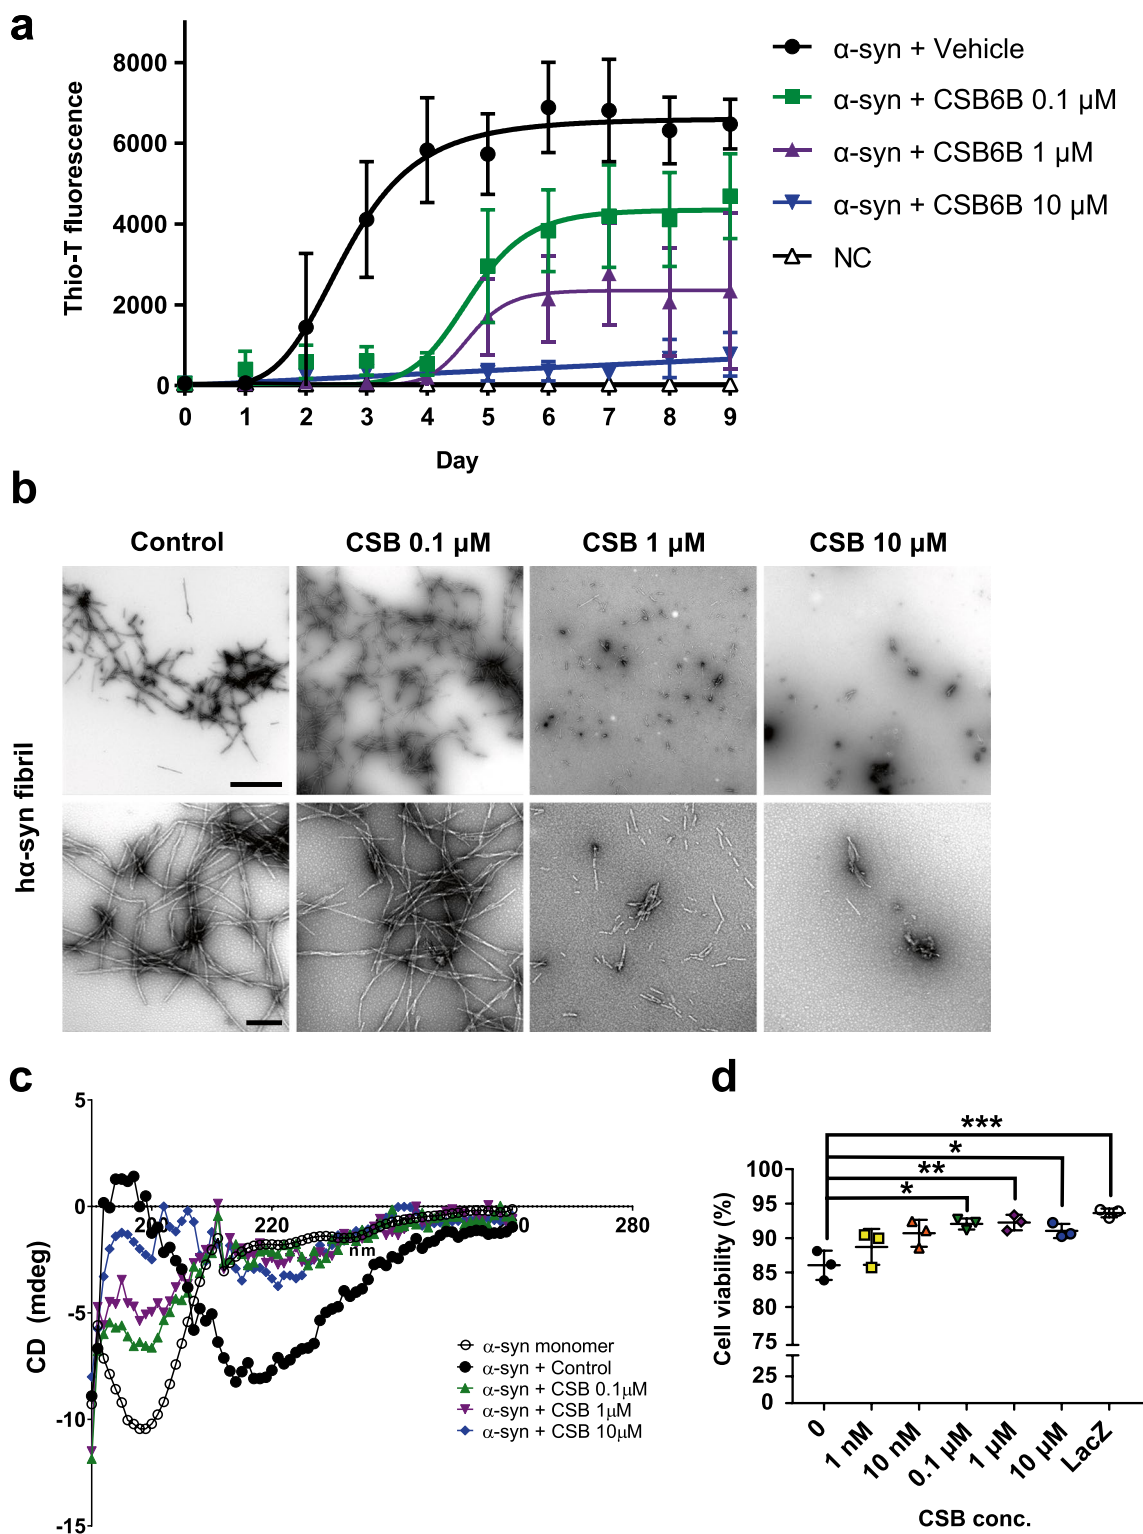 a
8000
6000
4000
2000
0
Thio-T fluorescence
0 1 2 3 4 5 6 7 8 9
Day
α-syn + Vehicle
α-syn + CSB6B 0.1 μM
α-syn + CSB6B 1 μM
α-syn + CSB6B 10 μM
NC
b
Control CSB 0.1 μM CSB 1 μM CSB 10 μM
hα-syn fibril
c
5
0
-5
-10
-15
CD (mdeg)
200 220 280
nm
α-syn monomer
α-syn + Control
α-syn + CSB 0.1μM
α-syn + CSB 1μM
α-syn + CSB 10μM
d
***
*
**
*
100
95
90
85
80
75
25
0
Cell viability (%)
0 1 nM 10 nM 0.1 μM 1 μM 10 μM LacZ
CSB conc.